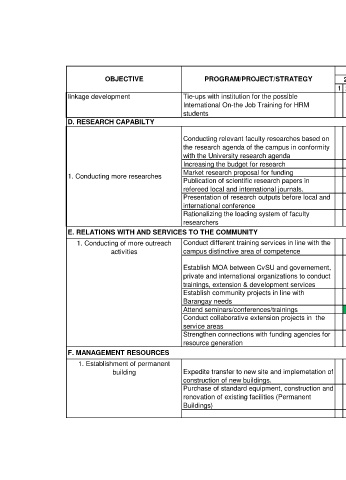 OBJECTIVE
PROGRAM/PROJECT/STRATEGY
2
1
linkage development
Tie-ups with institution for the possible
International On-the Job Training for HRM
students
D. RESEARCH CAPABILTY
1. Conducting more researches
Conducting relevant faculty researches based on
the research agenda of the campus in conformity
with the University research agenda
Increasing the budget for research
Market research proposal for funding
Publication of scientific research papers in
refereed local and international journals.
Presentation of research outputs before local and
international conference
Rationalizing the loading system of faculty
researchers
E. RELATIONS WITH AND SERVICES TO THE COMMUNITY
1. Conducting of more outreach
activities
Conduct different training services in line with the
campus distinctive area of competence
Establish MOA between CvSU and governement,
private and international organizations to conduct
trainings, extension & development services
Establish community projects in line with
Barangay needs
Attend seminars/conferences/trainings
Conduct collaborative extension projects in the
service areas
Strengthen connections with funding agencies for
resource generation
F. MANAGEMENT RESOURCES
1. Establishment of permanent
building
Expedite transfer to new site and implemetation of
construction of new buildings.
Purchase of standard equipment, construction and
renovation of existing facilities (Permanent
Buildings)